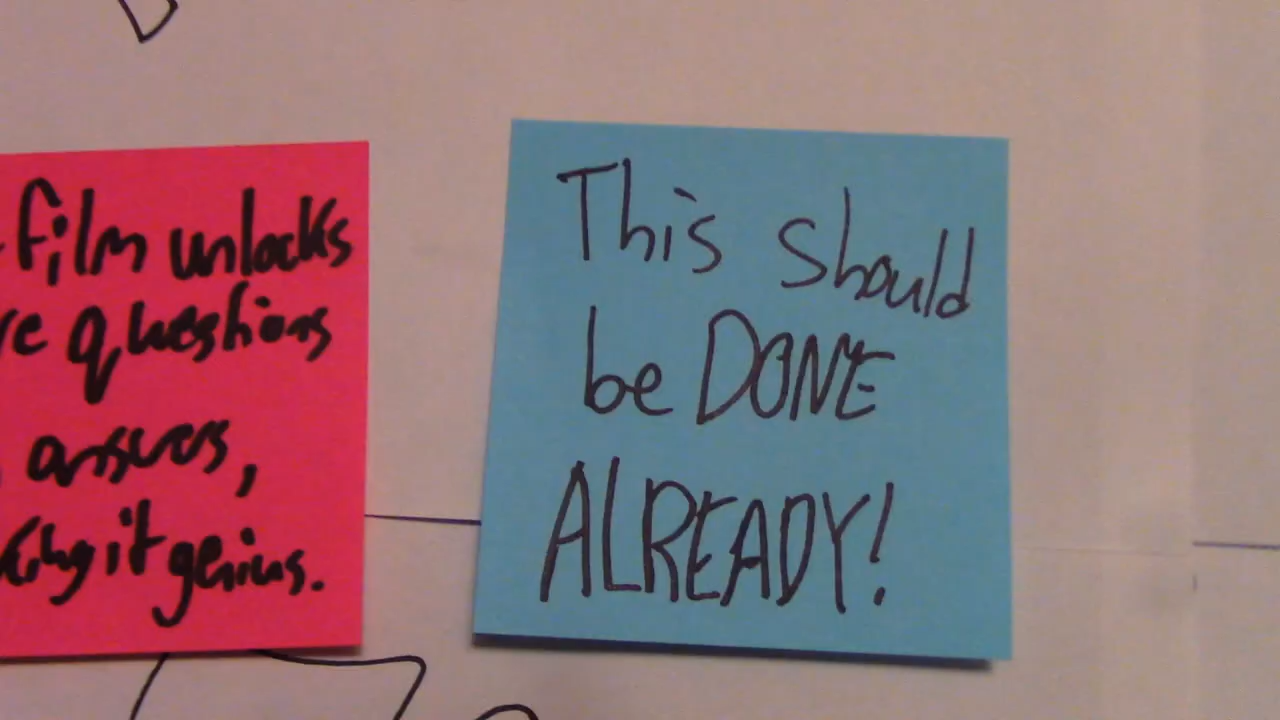 film unlocks
questions
answers,
it genius.
This should
be DONE
ALREADY!